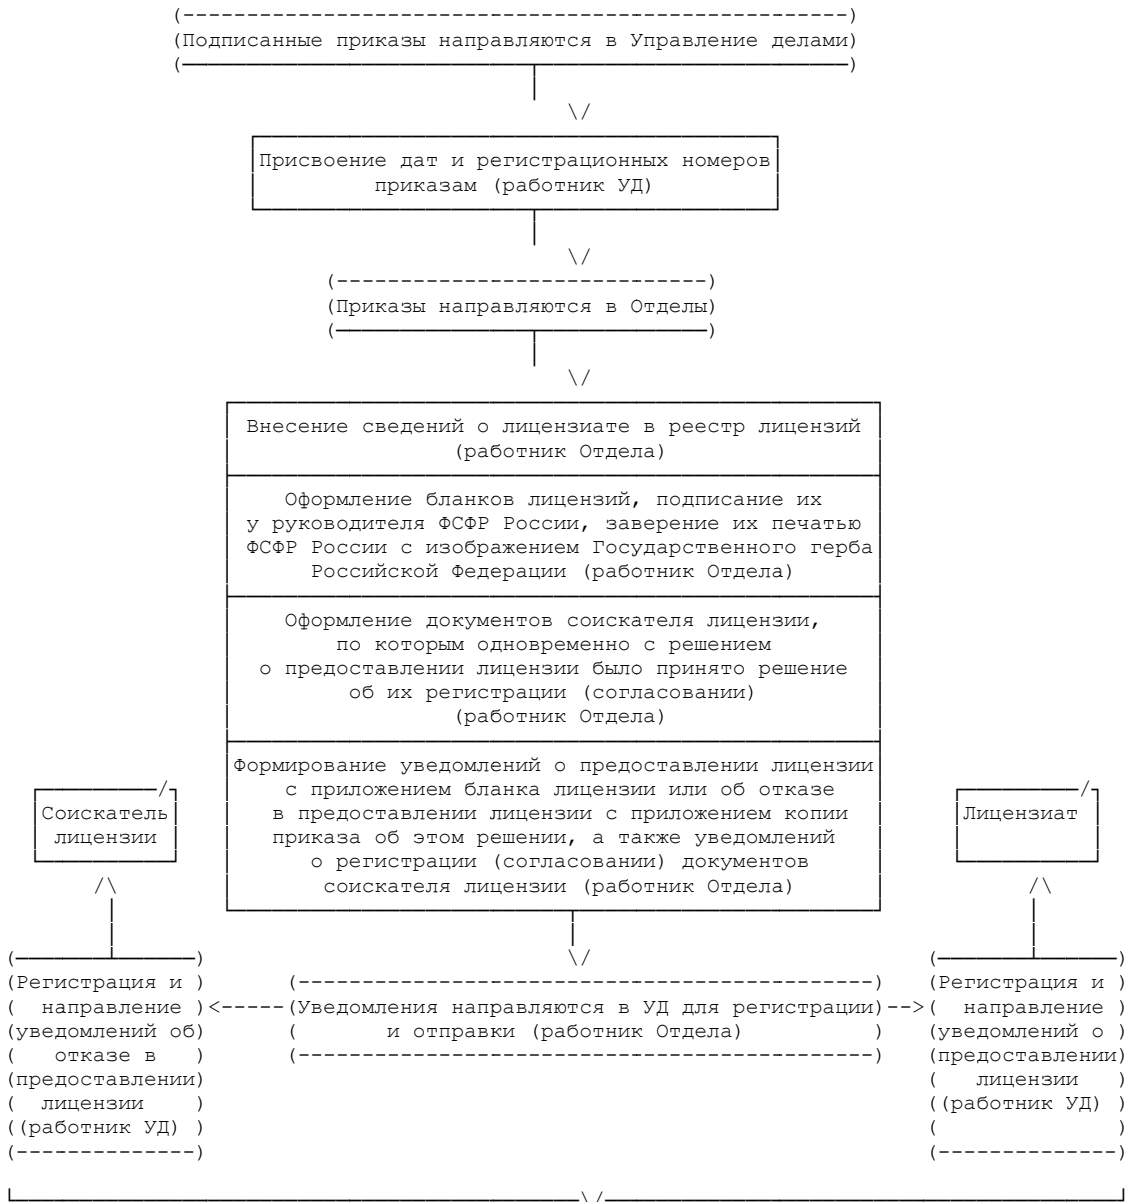 Подписанные приказы направляются в Управление делами
Присвоение дат и регистрационных номеров
приказам (работник УД)
Приказы направляются в Отделы
Внесение сведений о лицензиате в реестр лицензий
(работник Отдела)
Оформление бланков лицензий, подписание их
у руководителя ФСФР России, заверение их печатью
ФСФР России с изображением Государственного герба
Российской Федерации (работник Отдела)
Оформление документов соискателя лицензии,
по которым одновременно с решением
о предоставлении лицензии было принято решение
об их регистрации (согласовании)
(работник Отдела)
Формирование уведомлений о предоставлении лицензии
с приложением бланка лицензии или об отказе
в предоставлении лицензии с приложением копии
приказа об этом решении, а также уведомлений
о регистрации (согласовании) документов
соискателя лицензии (работник Отдела)
Соискатель
лицензии
Лицензиат
Регистрация и
направление
уведомлений об
отказе в
предоставлении
лицензии
(работник УД)
Уведомления направляются в УД для регистрации
и отправки (работник Отдела)
Регистрация и
направление
уведомлений о
предоставлении
лицензии
(работник УД)